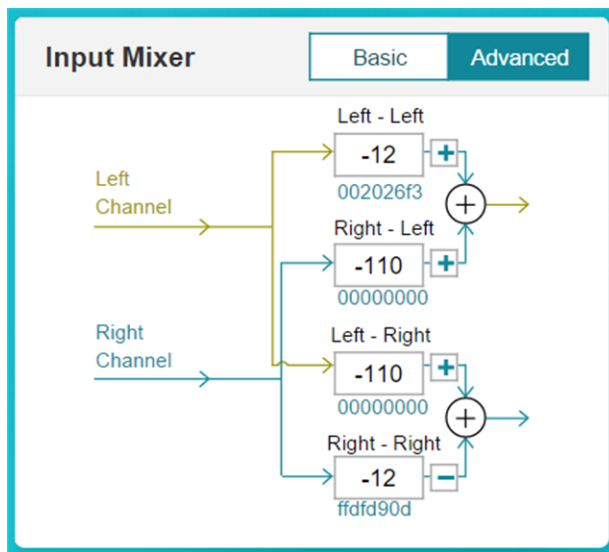 Input Mixer
Basic
Advanced
Left - Left
-12
+
002026f3
Left
Channel
+
Right - Left
-110
+
00000000
Right
Channel
Left - Right
-110
+
00000000
+
Right - Right
-12
−
ffdfd90d